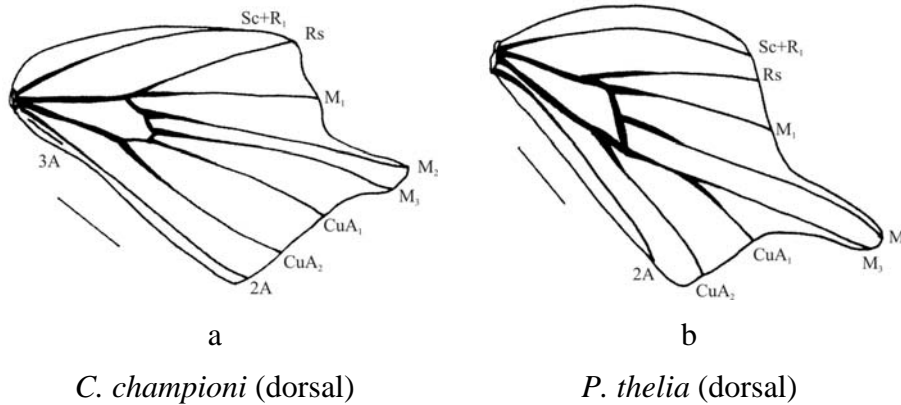 Sc+R₁
Rs
M₁
M₂
M₃
CuA₁
CuA₂
2A
3A
Sc+R₁
Rs
M₁
M
M₃
CuA₁
CuA₂
2A
a
b
C. championi (dorsal)
P. thelia (dorsal)